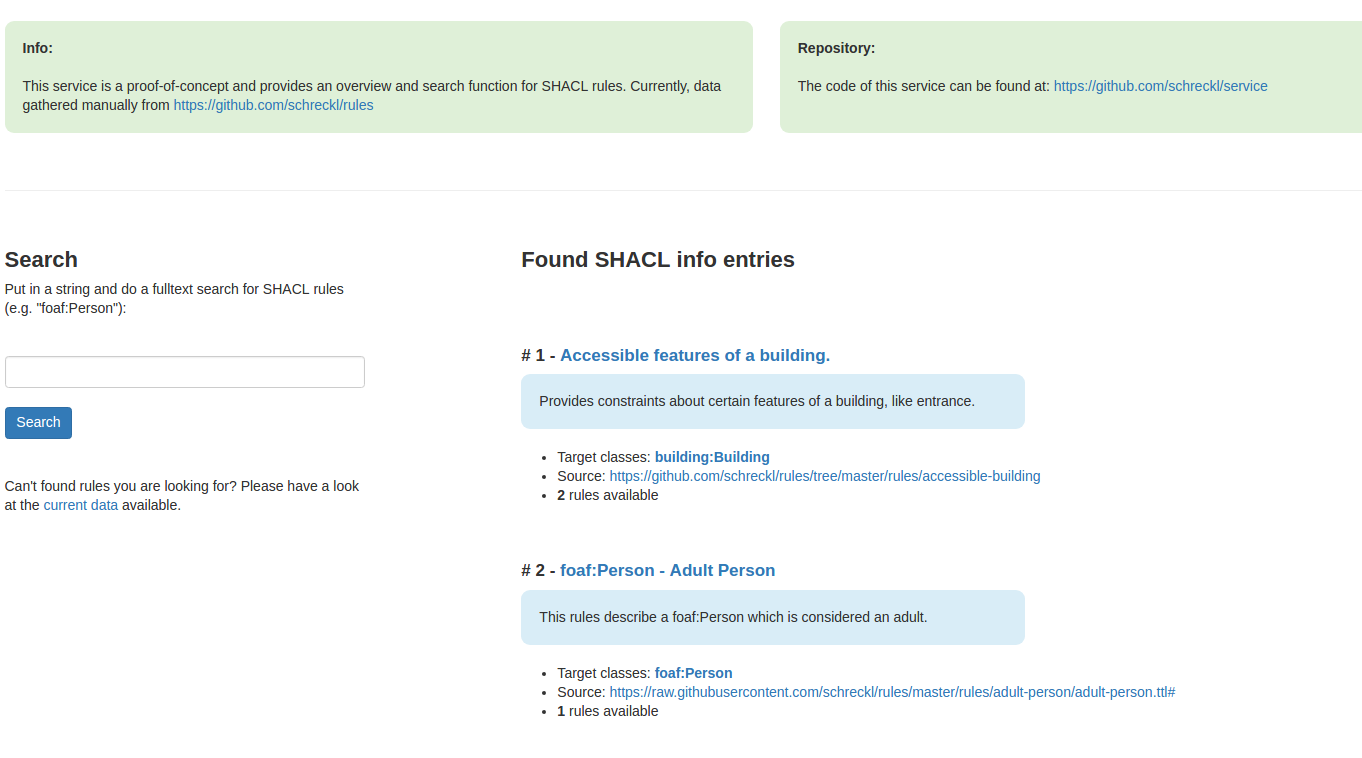 Info:
This service is a proof-of-concept and provides an overview and search function for SHACL rules. Currently, data
gathered manually from https://github.com/schreckl/rules
Repository:
The code of this service can be found at: https://github.com/schreckl/service
Search
Put in a string and do a fulltext search for SHACL rules
(e.g. "foaf:Person"):
Search
Can't found rules you are looking for? Please have a look
at the current data available.
Found SHACL info entries
# 1 - Accessible features of a building.
Provides constraints about certain features of a building, like entrance.
• Target classes: building:Building
• Source: https://github.com/schreckl/rules/tree/master/rules/accessible-building
• 2 rules available
# 2 - foaf:Person - Adult Person
This rules describe a foaf:Person which is considered an adult.
• Target classes: foaf:Person
• Source: https://raw.githubusercontent.com/schreckl/rules/master/rules/adult-person/adult-person.ttl#
• 1 rules available